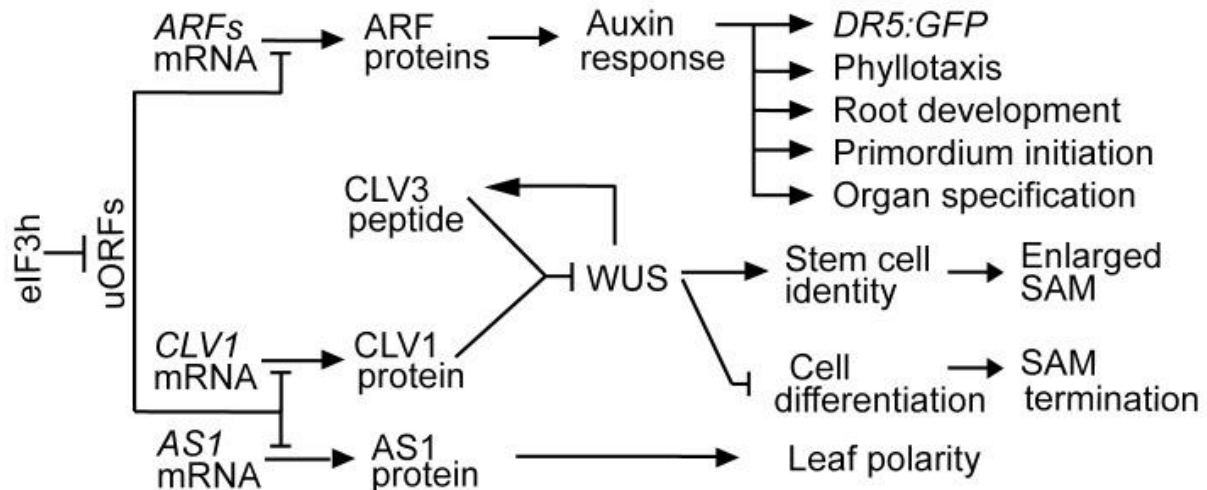 ARFs
mRNA
ARF
proteins
Auxin
response
DR5:GFP
Phyllotaxis
Root development
Primordium initiation
Organ specification
CLV3
peptide
eIF3h
uORFs
WUS
Stem cell
identity
Enlarged
SAM
CLV1
mRNA
CLV1
protein
Cell
differentiation
SAM
termination
AS1
mRNA
AS1
protein
Leaf polarity